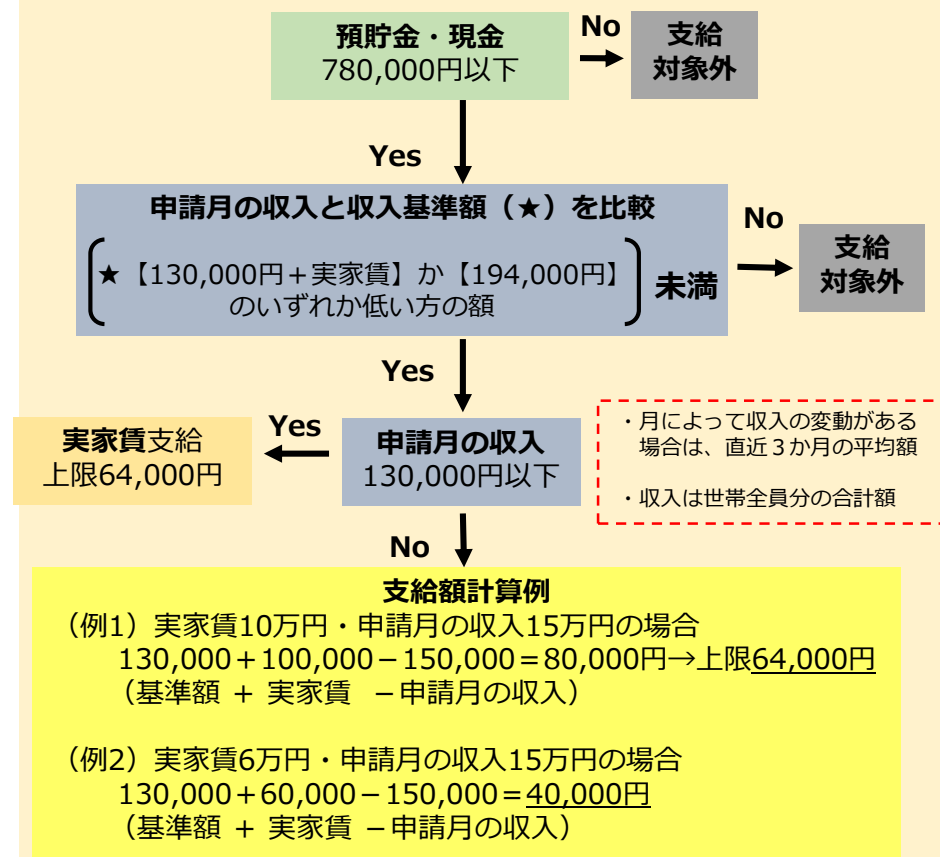 預貯金・現金
780,000円以下
No
支給
対象外
Yes
申請月の収入と収入基準額（★）を比較
★【130,000円＋実家賃】か【194,000円】
のいずれか低い方の額
未満
No
支給
対象外
Yes
申請月の収入
130,000円以下
Yes
実家賃支給
上限64,000円
・月によって収入の変動がある
場合は、直近３か月の平均額
・収入は世帯全員分の合計額
No
支給額計算例
（例1）実家賃10万円・申請月の収入15万円の場合
130,000＋100,000－150,000＝80,000円→上限64,000円
（基準額 ＋ 実家賃 －申請月の収入）
（例2）実家賃6万円・申請月の収入15万円の場合
130,000＋60,000－150,000＝40,000円
（基準額 ＋ 実家賃 －申請月の収入）